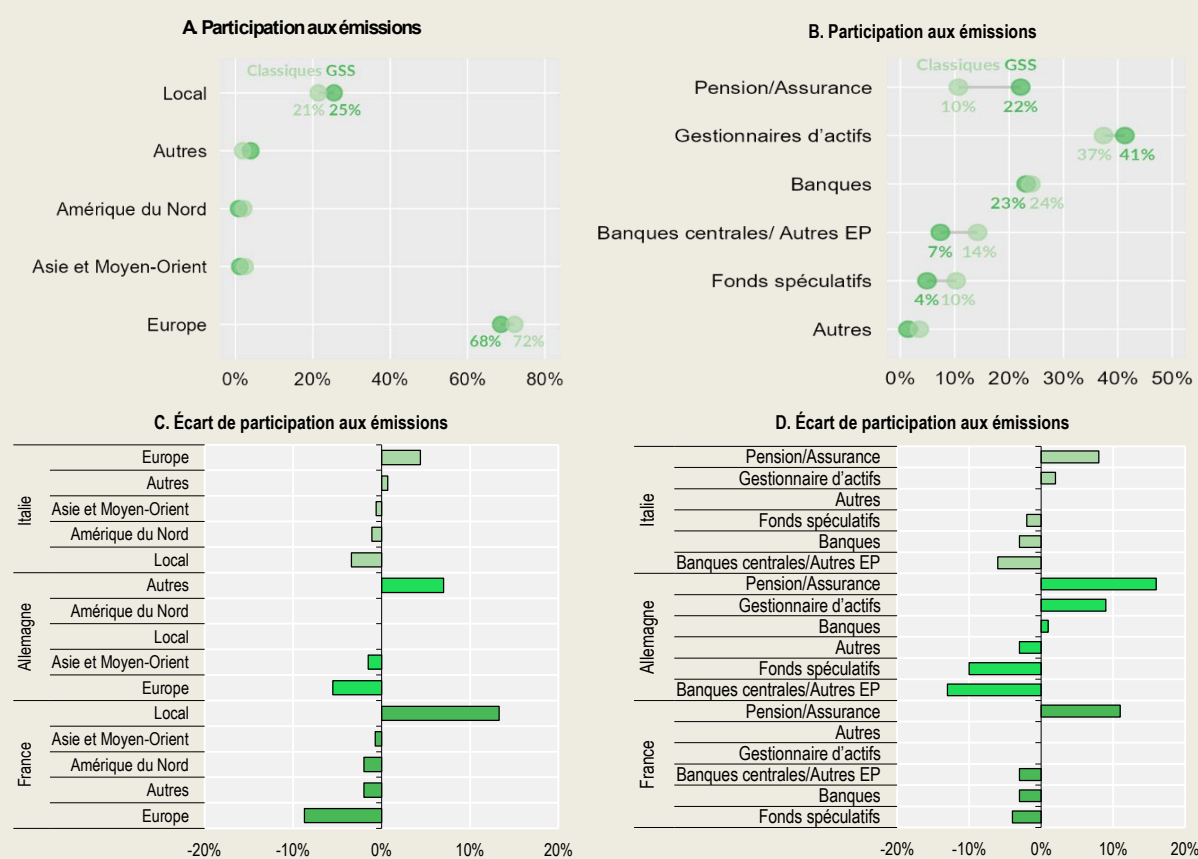 A. Participation aux émissions
Classiques GSS
Local
21% 25%
Autres
Amérique du Nord
Asie et Moyen-Orient
Europe
68% 72%
0% 20% 40% 60% 80%
B. Participation aux émissions
Classiques GSS
Pension/Assurance
10% 22%
Gestionnaires d'actifs
37% 41%
Banques
23% 24%
Banques centrales/ Autres EP
7% 14%
Fonds spéculatifs
4% 10%
Autres
0% 10% 20% 30% 40% 50%
C. Écart de participation aux émissions
Italie
Europe
Autres
Asie et Moyen-Orient
Amérique du Nord
Local
Allemagne
Autres
Amérique du Nord
Local
Asie et Moyen-Orient
Europe
France
Local
Asie et Moyen-Orient
Amérique du Nord
Autres
Europe
-20% -10% 0% 10% 20%
D. Écart de participation aux émissions
Italie
Pension/Assurance
Gestionnaire d'actifs
Autres
Fonds spéculatifs
Banques
Banques centrales/Autres EP
Allemagne
Pension/Assurance
Gestionnaire d'actifs
Banques
Autres
Fonds spéculatifs
Banques centrales/Autres EP
France
Pension/Assurance
Autres
Gestionnaire d'actifs
Banques centrales/Autres EP
Banques
Fonds spéculatifs
-20% -10% 0% 10% 20%